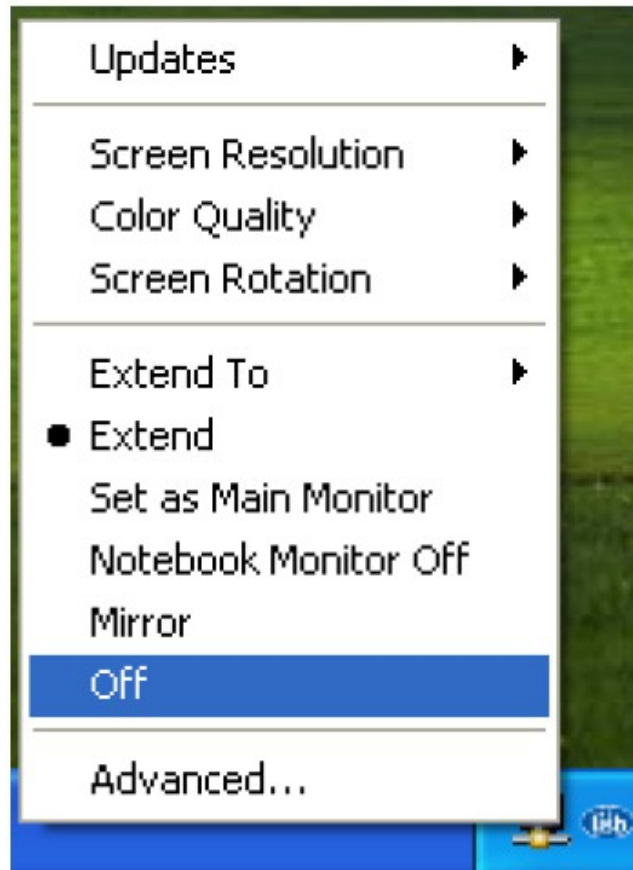 Updates
Screen Resolution
Color Quality
Screen Rotation
Extend To
Extend
Set as Main Monitor
Notebook Monitor Off
Mirror
Off
Advanced...